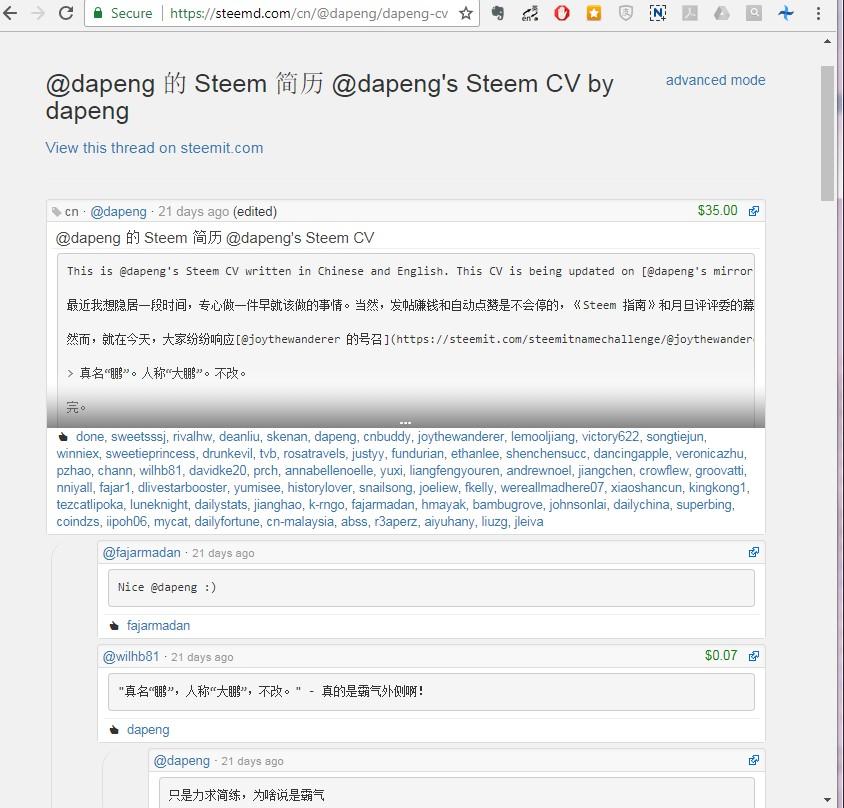 Secure https://steemd.com/cn/@dapeng/dapeng-cv
@dapeng 的 Steem 简历 @dapeng's Steem CV by
dapeng
advanced mode
View this thread on steemit.com
cn · @dapeng · 21 days ago (edited)
$35.00
@dapeng 的 Steem 简历 @dapeng's Steem CV
This is @dapeng's Steem CV written in Chinese and English. This CV is being updated on [@dapeng's mirror
最近我想隐居一段时间，专心做一件早就该做的事情。当然，发帖赚钱和自动点赞是不会停的，《Steem 指南》和月旦评评委的幕
然而，就在今天，大家纷纷响应[@joythewanderer 的号召](https://steemit.com/steemitnamechallenge/@joythewander
> 真名“鹏”。人称“大鹏”。不改。
完。
...
done, sweetsssj, rivalhw, deanliu, skenan, dapeng, cnbuddy, joythewanderer, lemooljiang, victory622, songtiejun,
winniex, sweetieprincess, drunkevil, tvb, rosatravels, justyy, fundurian, ethanlee, shenchensucc, dancingapple, veronicazhu,
pzhao, chann, wilhb81, davidke20, prch, annabellenoelle, yuxi, liangfengyouren, andrewnoel, jiangchen, crowflew, groovatti,
nniyall, fajar1, dlivestarbooster, yumisee, historylover, snailsong, joeliew, fkelly, wereallmadhere07, xiaoshancun, kingkong1,
tezcatlipoka, luneknight, dailystats, jianghao, k-rngo, fajarmadan, hmayak, bambugrove, johnsonlai, dailychina, superbing,
coindzs, iipoh06, mycat, dailyfortune, cn-malaysia, abss, r3aperz, aiyuhany, liuzg, jleiva
@fajarmadan · 21 days ago
Nice @dapeng :)
fajarmadan
@wilhb81 · 21 days ago
$0.07
"真名“鹏”，人称“大鹏”，不改。" - 真的是霸气外侧啊！
dapeng
@dapeng · 21 days ago
只是力求简练，为啥说是霸气